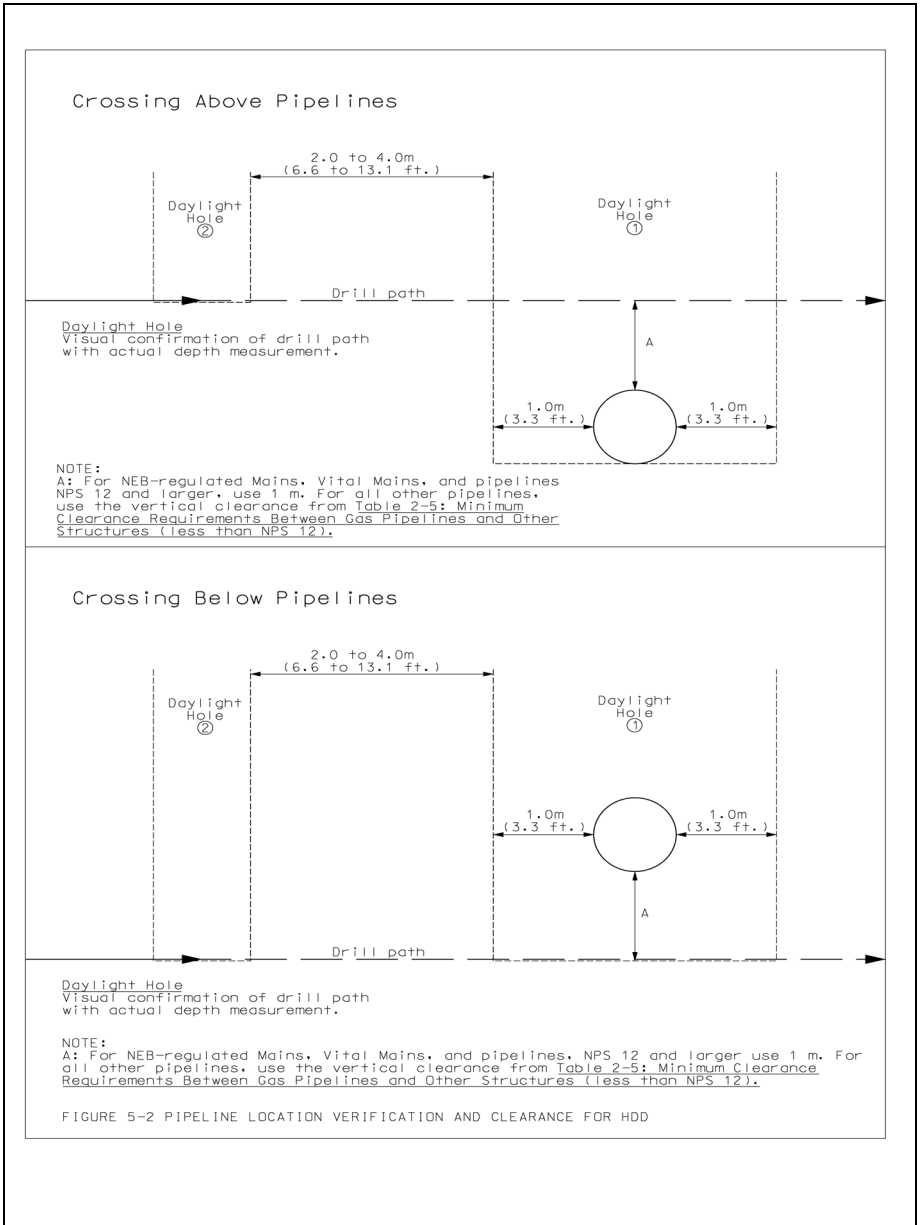 Crossing Above Pipelines
2.0 to 4.0m
(6.6 to 13.1 ft.)
Daylight
Hole
②
Daylight
Hole
①
Drill path
Daylight Hole
Visual confirmation of drill path
with actual depth measurement.
A
1.0m
(3.3 ft.)
1.0m
(3.3 ft.)
NOTE:
A: For NEB-regulated Mains, Vital Mains, and pipelines
NPS 12 and larger, use 1 m. For all other pipelines,
use the vertical clearance from Table 2-5: Minimum
Clearance Requirements Between Gas Pipelines and Other
Structures (less than NPS 12).
Crossing Below Pipelines
2.0 to 4.0m
(6.6 to 13.1 ft.)
Daylight
Hole
②
Daylight
Hole
①
1.0m
(3.3 ft.)
1.0m
(3.3 ft.)
A
Drill path
Daylight Hole
Visual confirmation of drill path
with actual depth measurement.
NOTE:
A: For NEB-regulated Mains, Vital Mains, and pipelines, NPS 12 and larger use 1 m. For
all other pipelines, use the vertical clearance from Table 2-5: Minimum Clearance
Requirements Between Gas Pipelines and Other Structures (less than NPS 12).
FIGURE 5-2 PIPELINE LOCATION VERIFICATION AND CLEARANCE FOR HDD